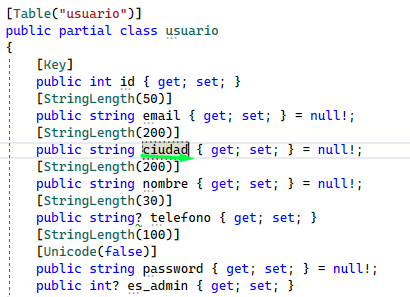 [Table("usuario")]
public partial class usuario
{
[Key]
public int id { get; set; }
[StringLength(50)]
public string email { get; set; } = null!;
[StringLength(200)]
public string ciudad { get; set; } = null!;
[StringLength(200)]
public string nombre { get; set; } = null!;
[StringLength(30)]
public string? telefono { get; set; }
[StringLength(100)]
[Unicode(false)]
public string password { get; set; } = null!;
public int? es_admin { get; set; }